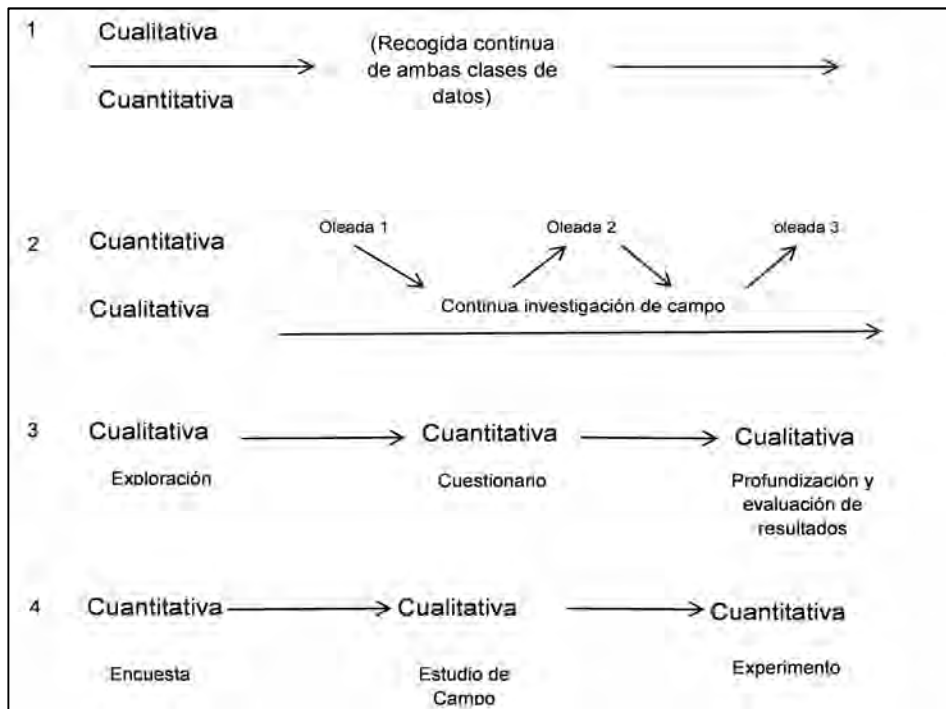 1 Cualitativa
Cuantitativa
(Recogida continua
de ambas clases de
datos)
2 Cuantitativa
Oleada 1
Oleada 2
oleada 3
Cualitativa
Continua investigación de campo
3 Cualitativa
Cuantitativa
Cualitativa
Exploración
Cuestionario
Profundización y
evaluación de
resultados
4 Cuantitativa
Cualitativa
Cuantitativa
Encuesta
Estudio de
Campo
Experimento